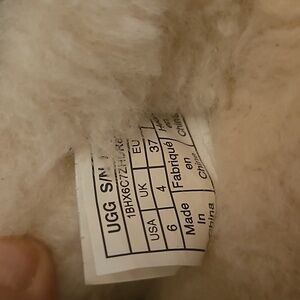 UGG S/N
USA UK EU
6 4 37
Made In China
Fabriqué en Chine